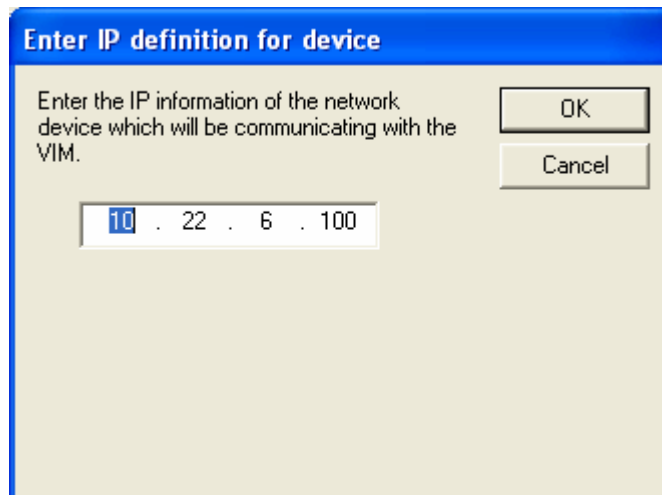 Enter IP definition for device
Enter the IP information of the network
device which will be communicating with the
VIM.
OK
Cancel
10 . 22 . 6 . 100